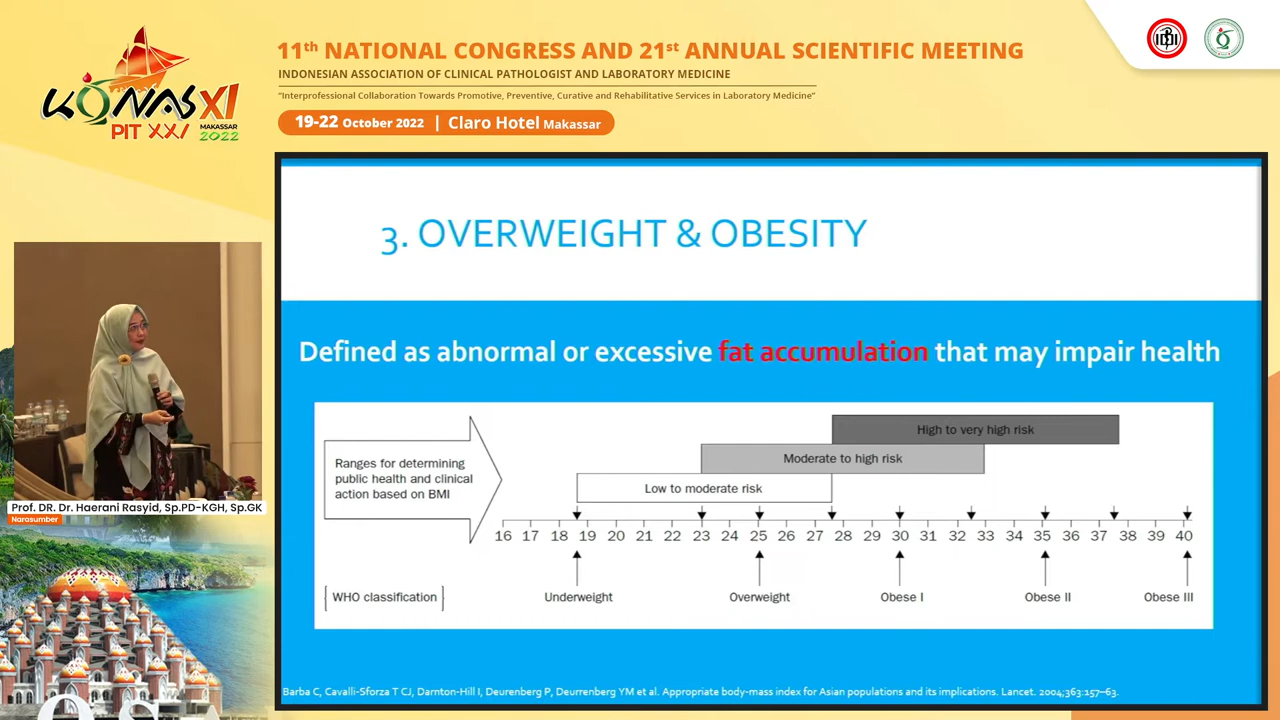 KONAS XI
PIT XXI
MAKASSAR
2022
11th NATIONAL CONGRESS AND 21st ANNUAL SCIENTIFIC MEETING
INDONESIAN ASSOCIATION OF CLINICAL PATHOLOGIST AND LABORATORY MEDICINE
"Interprofessional Collaboration Towards Promotive, Preventive, Curative and Rehabilitative Services in Laboratory Medicine"
19-22 October 2022 | Claro Hotel Makassar
3. OVERWEIGHT & OBESITY
Defined as abnormal or excessive fat accumulation that may impair health
High to very high risk
Moderate to high risk
Low to moderate risk
Ranges for determining
public health and clinical
action based on BMI
16 17 18 19 20 21 22 23 24 25 26 27 28 29 30 31 32 33 34 35 36 37 38 39 40
WHO classification
Underweight Overweight Obese I Obese II Obese III
Barba C, Cavalli-Sforza T CJ, Darnton-Hill I, Deurenberg P, Deurrenberg YM et al. Appropriate body-mass index for Asian populations and its implications. Lancet. 2004;363:157–63.
Prof. DR. Dr. Haerani Rasyid, Sp.PD-KGH, Sp.GK
Narasumber